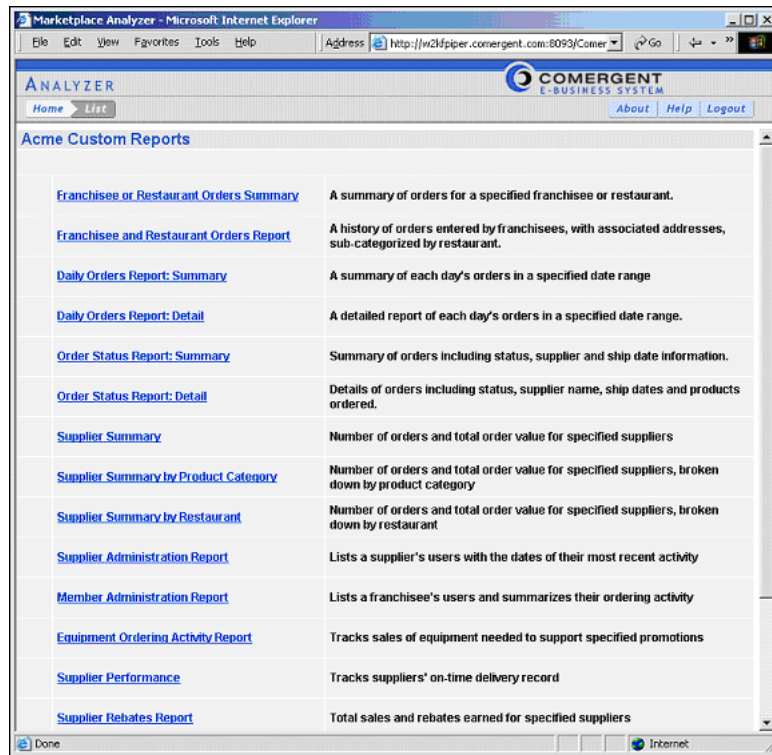 Marketplace Analyzer - Microsoft Internet Explorer
File Edit View Favorites Tools Help
Address http://w2kfpiper.comergent.com:8093/Comer Go »
ANALYZER
COMERGENT
E-BUSINESS SYSTEM
Home List
About Help Logout
Acme Custom Reports
Franchisee or Restaurant Orders Summary
A summary of orders for a specified franchisee or restaurant.
Franchisee and Restaurant Orders Report
A history of orders entered by franchisees, with associated addresses,
sub-categorized by restaurant.
Daily Orders Report: Summary
A summary of each day's orders in a specified date range
Daily Orders Report: Detail
A detailed report of each day's orders in a specified date range.
Order Status Report: Summary
Summary of orders including status, supplier and ship date information.
Order Status Report: Detail
Details of orders including status, supplier name, ship dates and products
ordered.
Supplier Summary
Number of orders and total order value for specified suppliers
Supplier Summary by Product Category
Number of orders and total order value for specified suppliers, broken
down by product category
Supplier Summary by Restaurant
Number of orders and total order value for specified suppliers, broken
down by restaurant
Supplier Administration Report
Lists a supplier's users with the dates of their most recent activity
Member Administration Report
Lists a franchisee's users and summarizes their ordering activity
Equipment Ordering Activity Report
Tracks sales of equipment needed to support specified promotions
Supplier Performance
Tracks suppliers' on-time delivery record
Supplier Rebates Report
Total sales and rebates earned for specified suppliers
Done
Internet